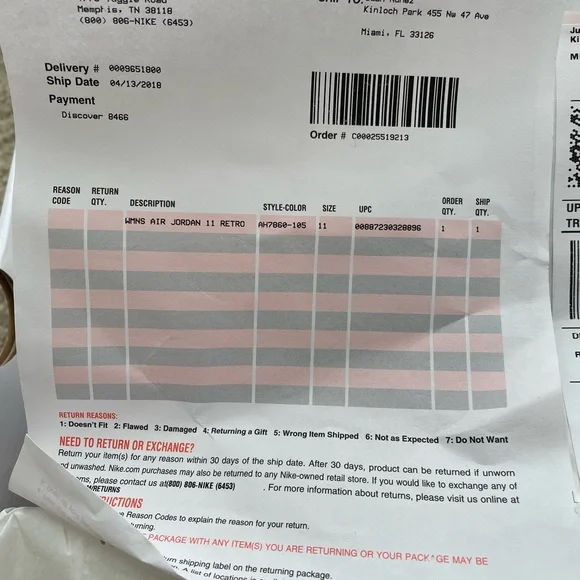 Memphis, TN 38118
(800) 806-NIKE (6453)
Kinloch Park 455 Nw 47 Ave
Miami, FL 33126
Delivery # 0009651800
Ship Date 04/13/2018
Payment
Discover 8466
Order # C00025519213
REASON CODE RETURN QTY. DESCRIPTION STYLE-COLOR SIZE UPC ORDER QTY. SHIP QTY.
WMNS AIR JORDAN 11 RETRO AH7860-105 11 00887230328896 1 1
RETURN REASONS:
1: Doesn't Fit 2: Flawed 3: Damaged 4: Returning a Gift 5: Wrong Item Shipped 6: Not as Expected 7: Do Not Want
NEED TO RETURN OR EXCHANGE?
Return your item(s) for any reason within 30 days of the ship date. After 30 days, product can be returned if unworn
unwashed. Nike.com purchases may also be returned to any Nike-owned retail store. If you would like to exchange any of
please contact us at(800) 806-NIKE (6453) . For more information about returns, please visit us online at
/RETURNS
Reason Codes to explain the reason for your return.
PACKAGE WITH ANY ITEM(S) YOU ARE RETURNING OR YOUR PACKAGE MAY BE
shipping label on the returning package.
A list of locations is